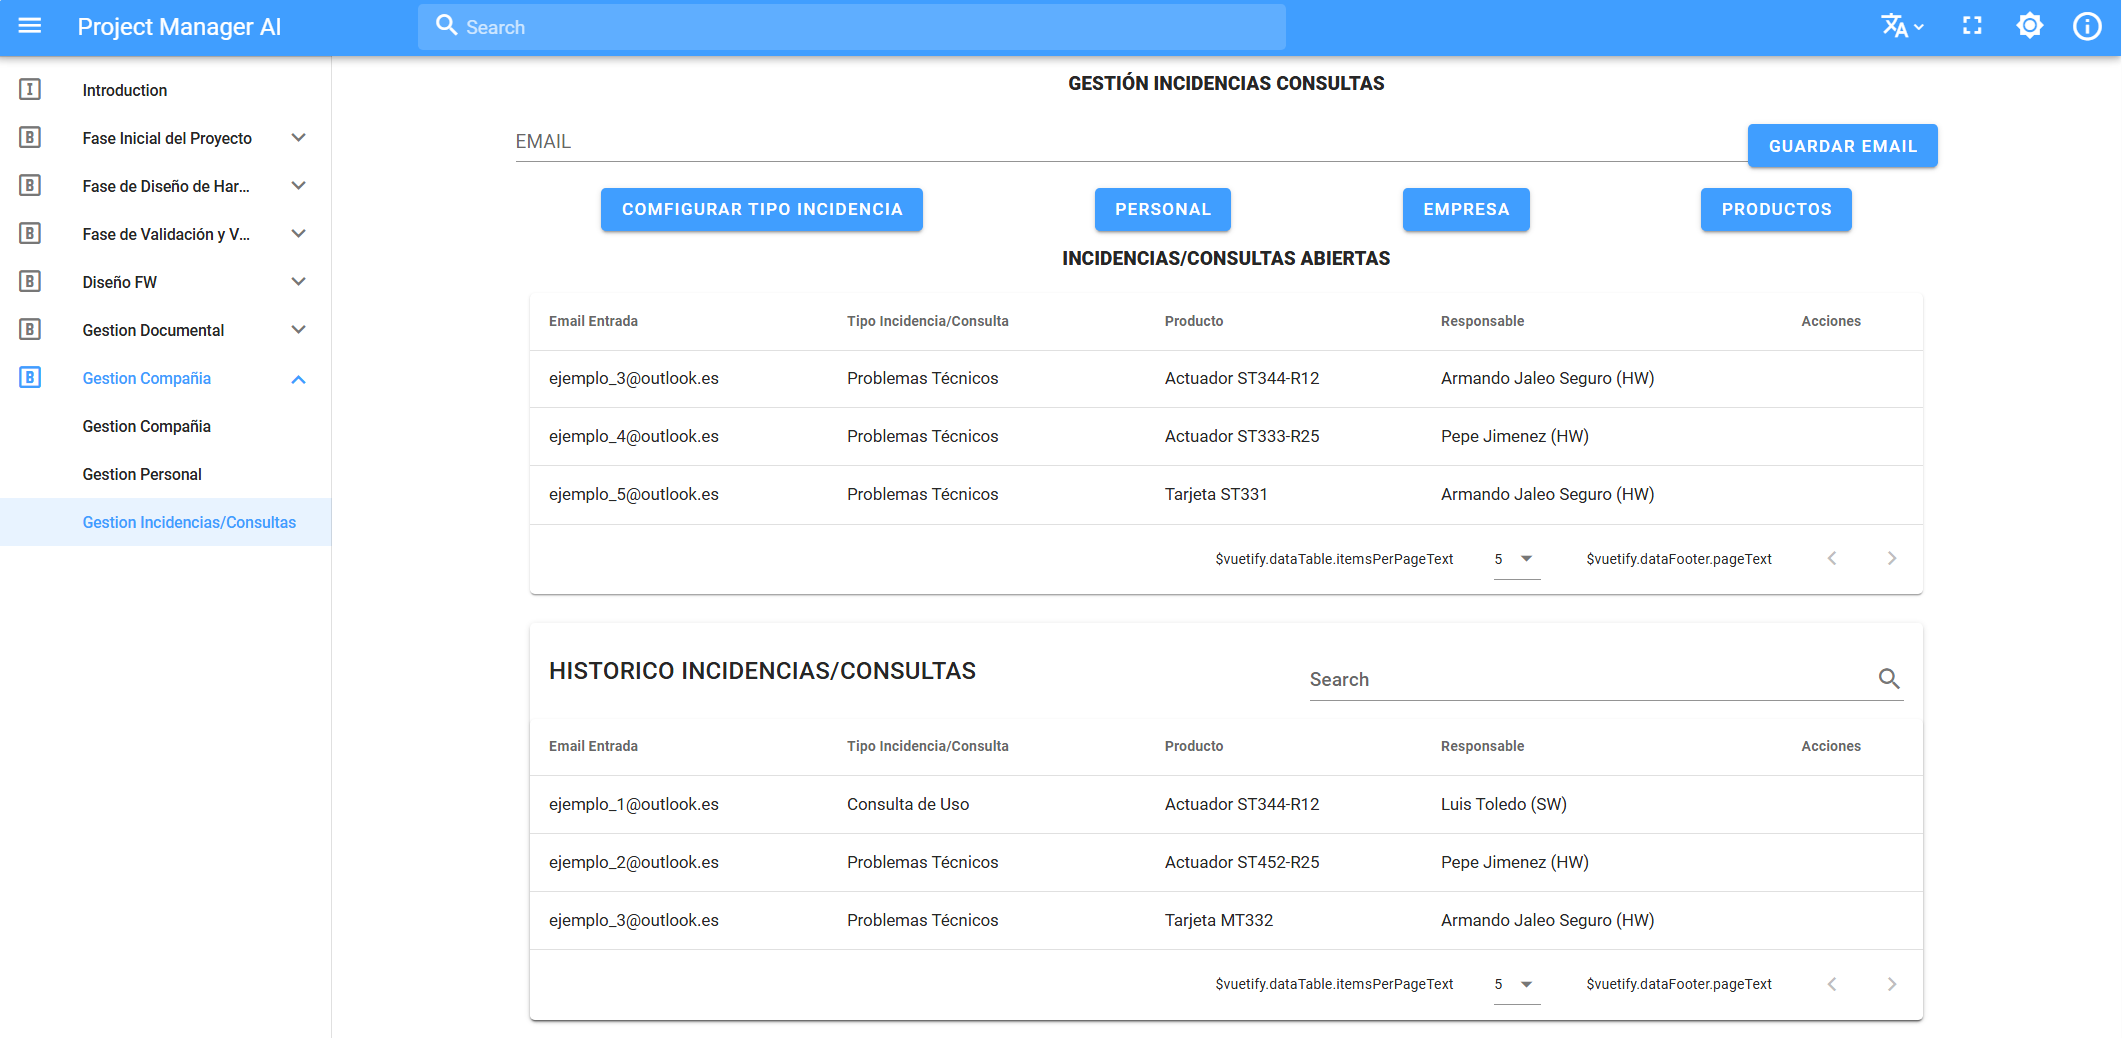 Project Manager AI
Search
Introduction
Fase Inicial del Proyecto
Fase de Diseño de Har...
Fase de Validación y V...
Diseño FW
Gestion Documental
Gestion Compañia
Gestion Compañia
Gestion Personal
Gestion Incidencias/Consultas
GESTIÓN INCIDENCIAS CONSULTAS
EMAIL
GUARDAR EMAIL
COMFIGURAR TIPO INCIDENCIA PERSONAL EMPRESA PRODUCTOS
INCIDENCIAS/CONSULTAS ABIERTAS
Email Entrada Tipo Incidencia/Consulta Producto Responsable Acciones
ejemplo_3@outlook.es Problemas Técnicos Actuador ST344-R12 Armando Jaleo Seguro (HW)
ejemplo_4@outlook.es Problemas Técnicos Actuador ST333-R25 Pepe Jimenez (HW)
ejemplo_5@outlook.es Problemas Técnicos Tarjeta ST331 Armando Jaleo Seguro (HW)
$vuetify.dataTable.itemsPerPageText 5 $vuetify.dataFooter.pageText
HISTORICO INCIDENCIAS/CONSULTAS
Search
Email Entrada Tipo Incidencia/Consulta Producto Responsable Acciones
ejemplo_1@outlook.es Consulta de Uso Actuador ST344-R12 Luis Toledo (SW)
ejemplo_2@outlook.es Problemas Técnicos Actuador ST452-R25 Pepe Jimenez (HW)
ejemplo_3@outlook.es Problemas Técnicos Tarjeta MT332 Armando Jaleo Seguro (HW)
$vuetify.dataTable.itemsPerPageText 5 $vuetify.dataFooter.pageText